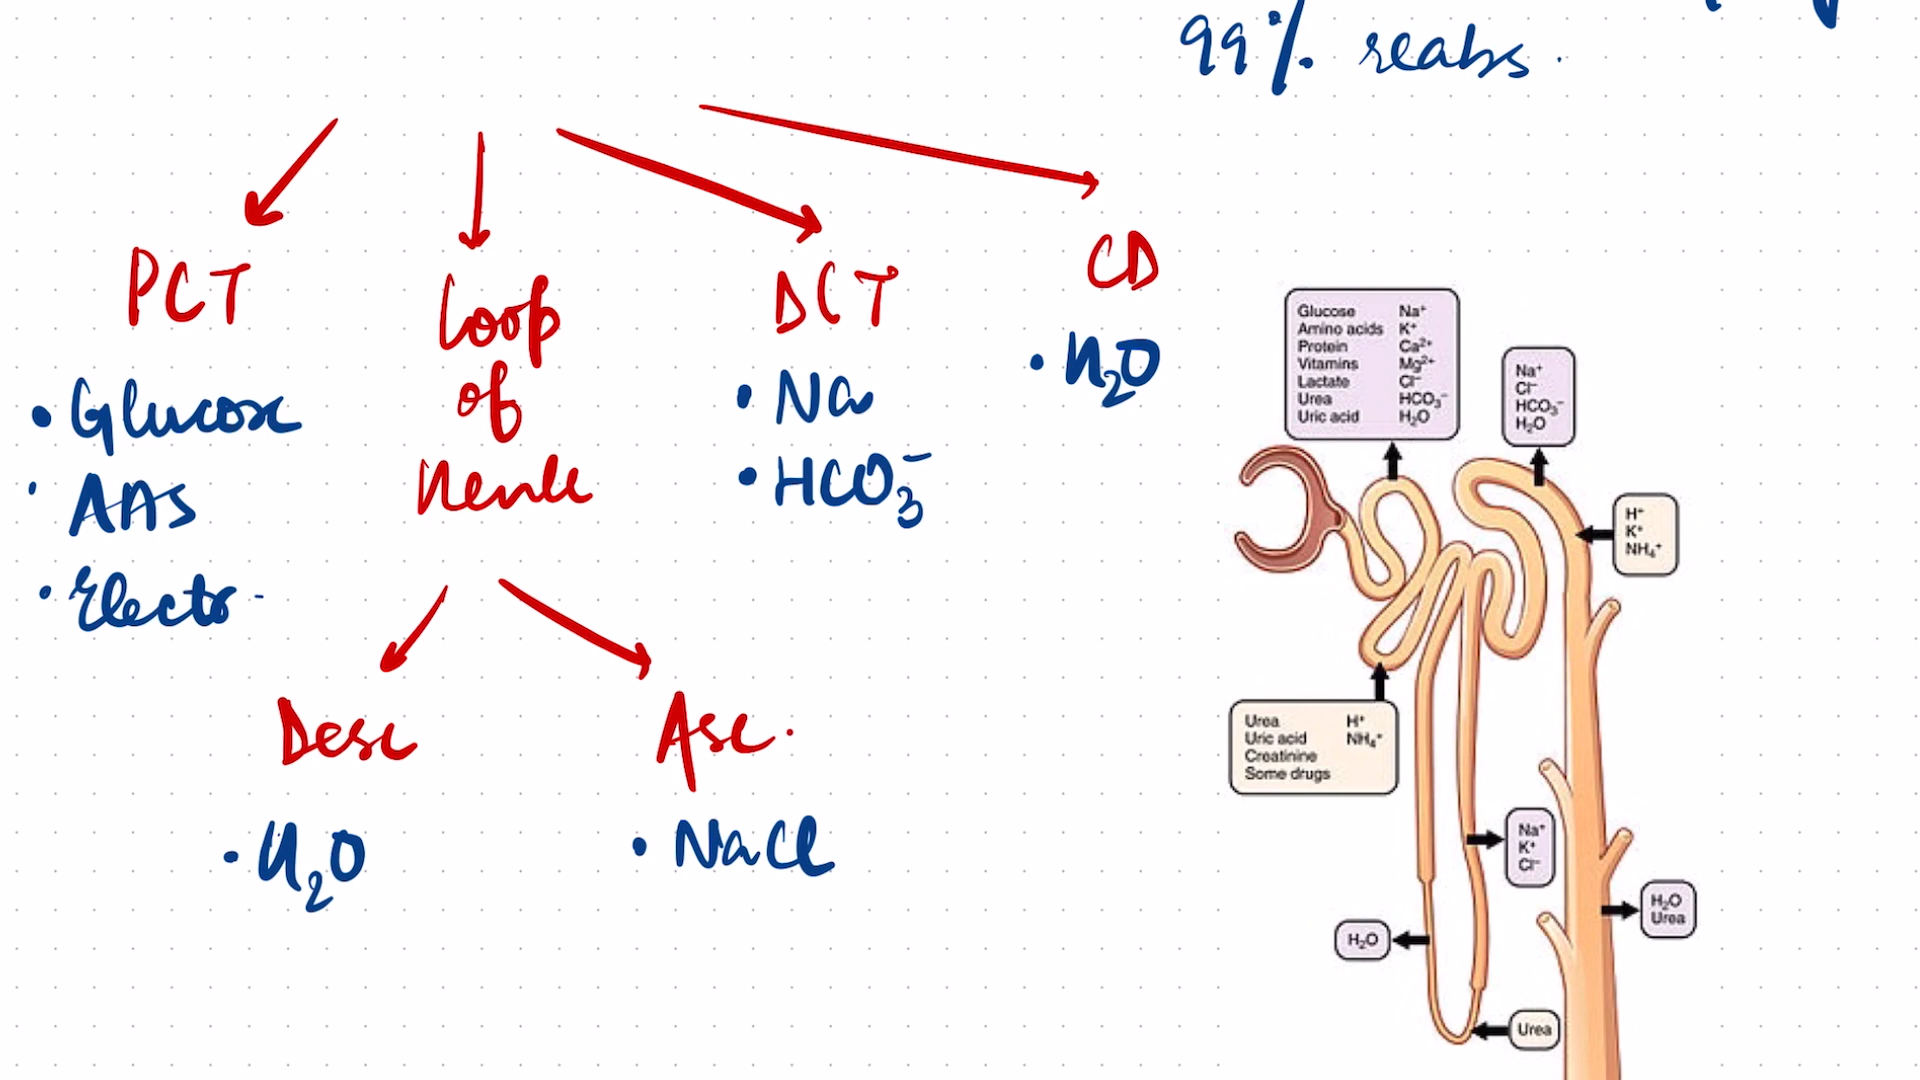 99% reabs.
PCT
• Glucose
• AAs
• Electro
Loop
of
Henle
Desc
• H₂O
Asc.
• NaCl
DCT
• Na
• HCO₃⁻
CD
• H₂O
Glucose Na⁺
Amino acids K⁺
Protein Ca²⁺
Vitamins Mg²⁺
Lactate Cl⁻
Urea HCO₃⁻
Uric acid H₂O
Na⁺
Cl⁻
HCO₃⁻
H₂O
H⁺
K⁺
NH₄⁺
Urea H⁺
Uric acid NH₄⁺
Creatinine
Some drugs
Na⁺
K⁺
Cl⁻
H₂O
Urea
H₂O
Urea